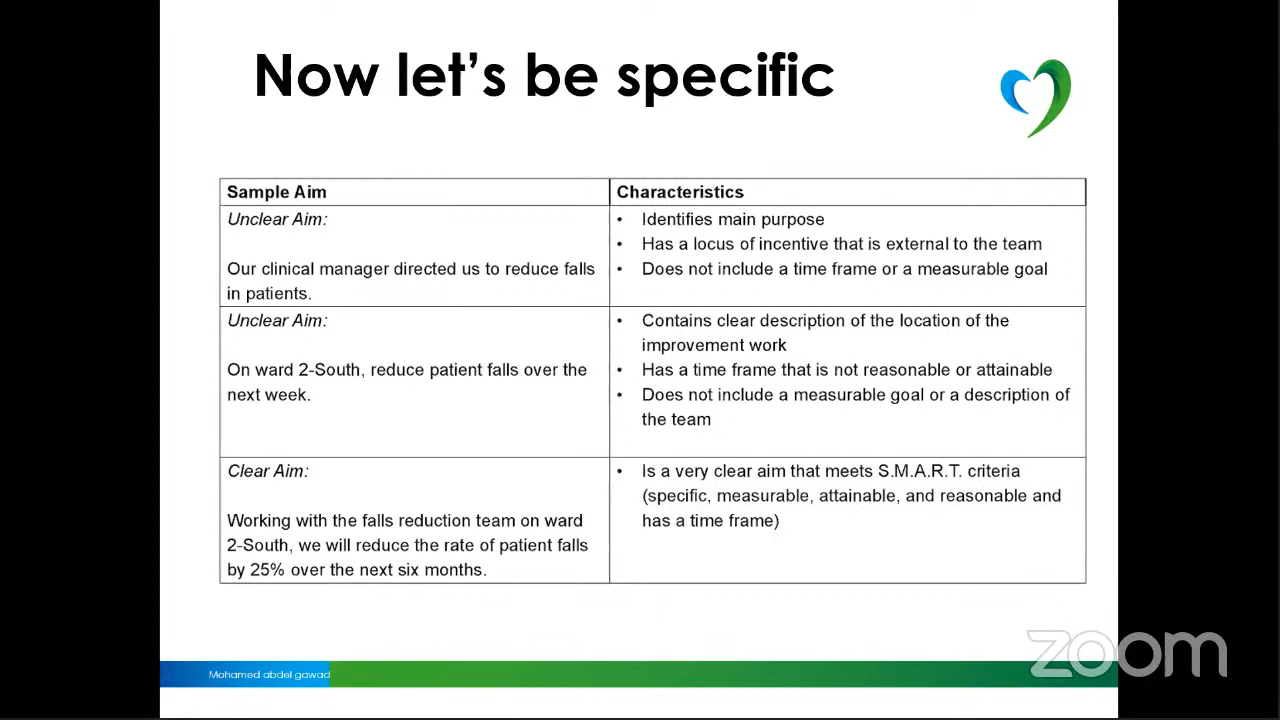 Now let's be specific
Sample Aim
Characteristics
Unclear Aim:
Our clinical manager directed us to reduce falls
in patients.
• Identifies main purpose
• Has a locus of incentive that is external to the team
• Does not include a time frame or a measurable goal
Unclear Aim:
On ward 2-South, reduce patient falls over the
next week.
• Contains clear description of the location of the
improvement work
• Has a time frame that is not reasonable or attainable
• Does not include a measurable goal or a description of
the team
Clear Aim:
Working with the falls reduction team on ward
2-South, we will reduce the rate of patient falls
by 25% over the next six months.
• Is a very clear aim that meets S.M.A.R.T. criteria
(specific, measurable, attainable, and reasonable and
has a time frame)
Mohamed abdel gawad
zoom